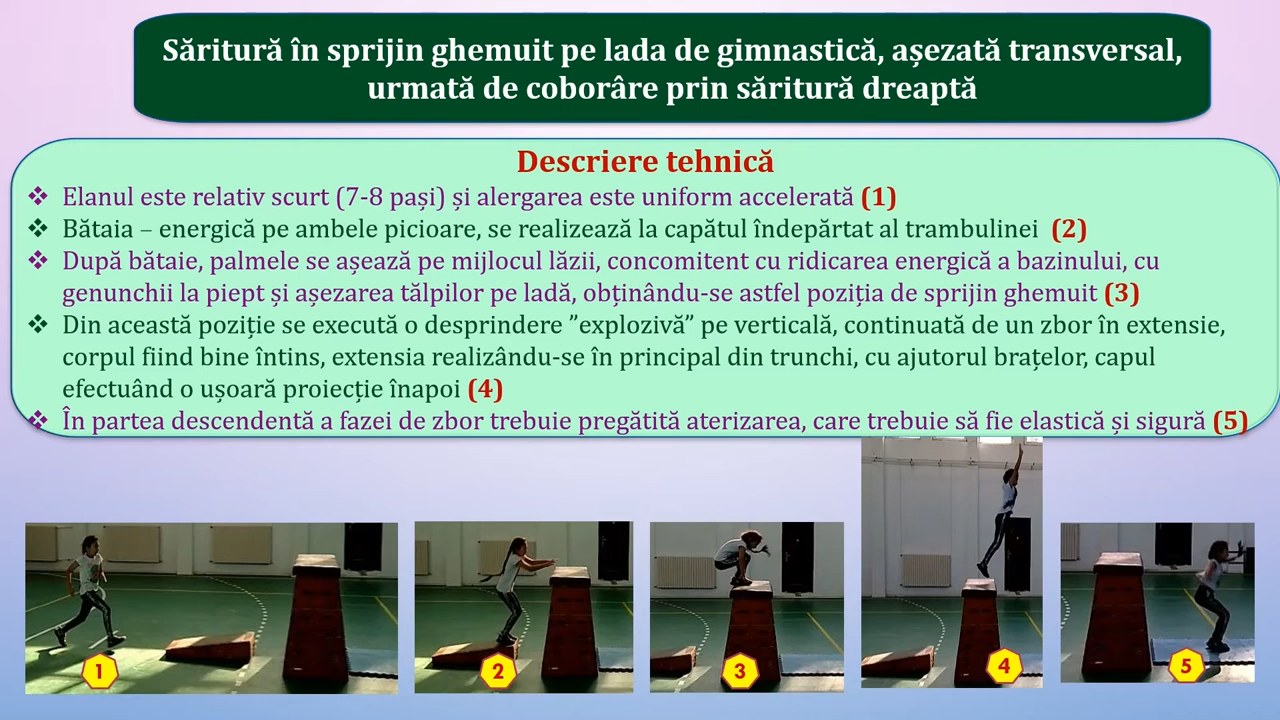 Săritură în sprijin ghemuit pe lada de gimnastică, așezată transversal,
urmată de coborâre prin săritură dreaptă
Descriere tehnică
❖ Elanul este relativ scurt (7-8 pași) și alergarea este uniform accelerată (1)
❖ Bătaia – energică pe ambele picioare, se realizează la capătul îndepărtat al trambulinei (2)
❖ După bătaie, palmele se așează pe mijlocul lăzii, concomitent cu ridicarea energică a bazinului, cu
genunchii la piept și așezarea tălpilor pe ladă, obținându-se astfel poziția de sprijin ghemuit (3)
❖ Din această poziție se execută o desprindere ”explozivă” pe verticală, continuată de un zbor în extensie,
corpul fiind bine întins, extensia realizându-se în principal din trunchi, cu ajutorul brațelor, capul
efectuând o ușoară proiecție înapoi (4)
❖ În partea descendentă a fazei de zbor trebuie pregătită aterizarea, care trebuie să fie elastică și sigură (5)
1
2
3
4
5